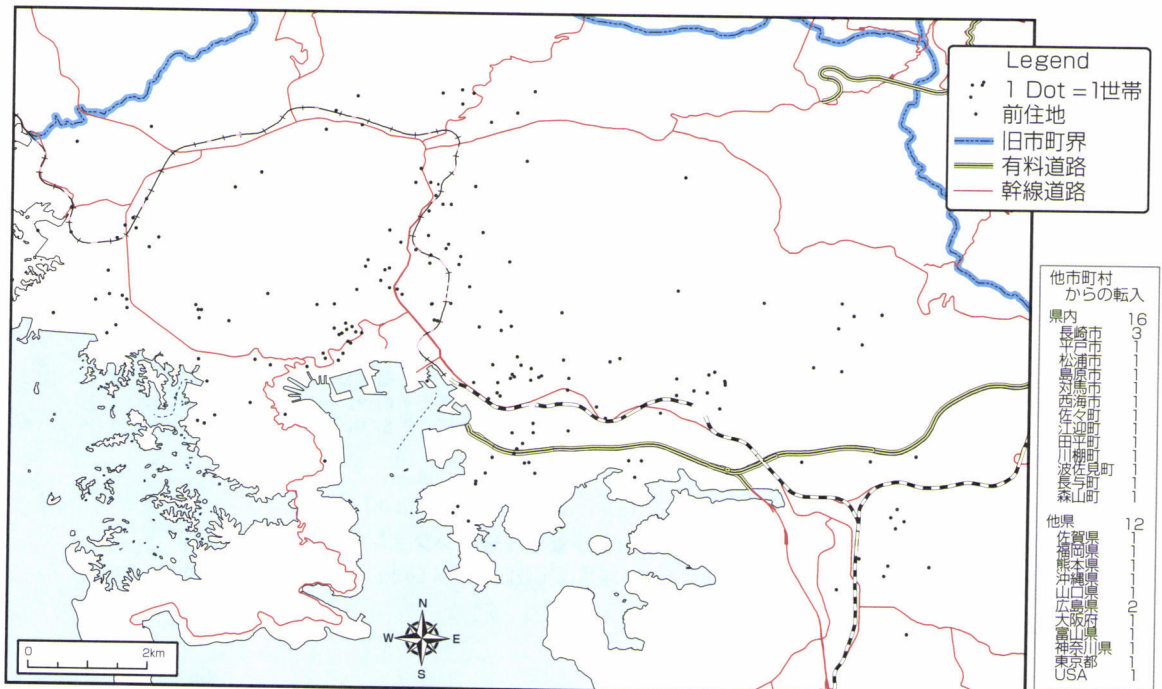 Legend
1 Dot = 1世帯
前住地
旧市町界
有料道路
幹線道路
他市町村
からの転入
県内 16
長崎市 3
平戸市 1
松浦市 1
島原市 1
対馬市 1
西海市 1
佐々町 1
江迎町 1
田平町 1
川棚町 1
波佐見町 1
長与町 1
森山町 1
他県 12
佐賀県 1
福岡県 1
熊本県 1
沖縄県 1
山口県 1
広島県 2
大阪府 1
富山県 1
神奈川県 1
東京都 1
USA 1
N
W E
S
0 2km